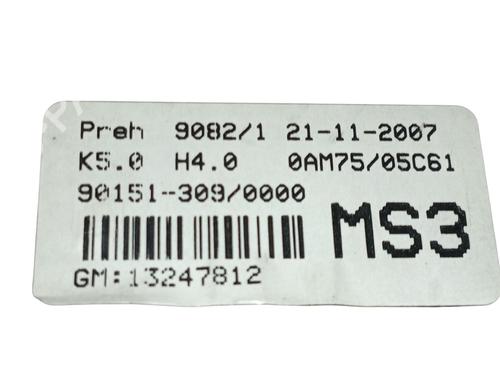 Preh 9082/1 21-11-2007
K5.0 H4.0 0AM75/05C61
90151-309/0000
MS3
GM:13247812